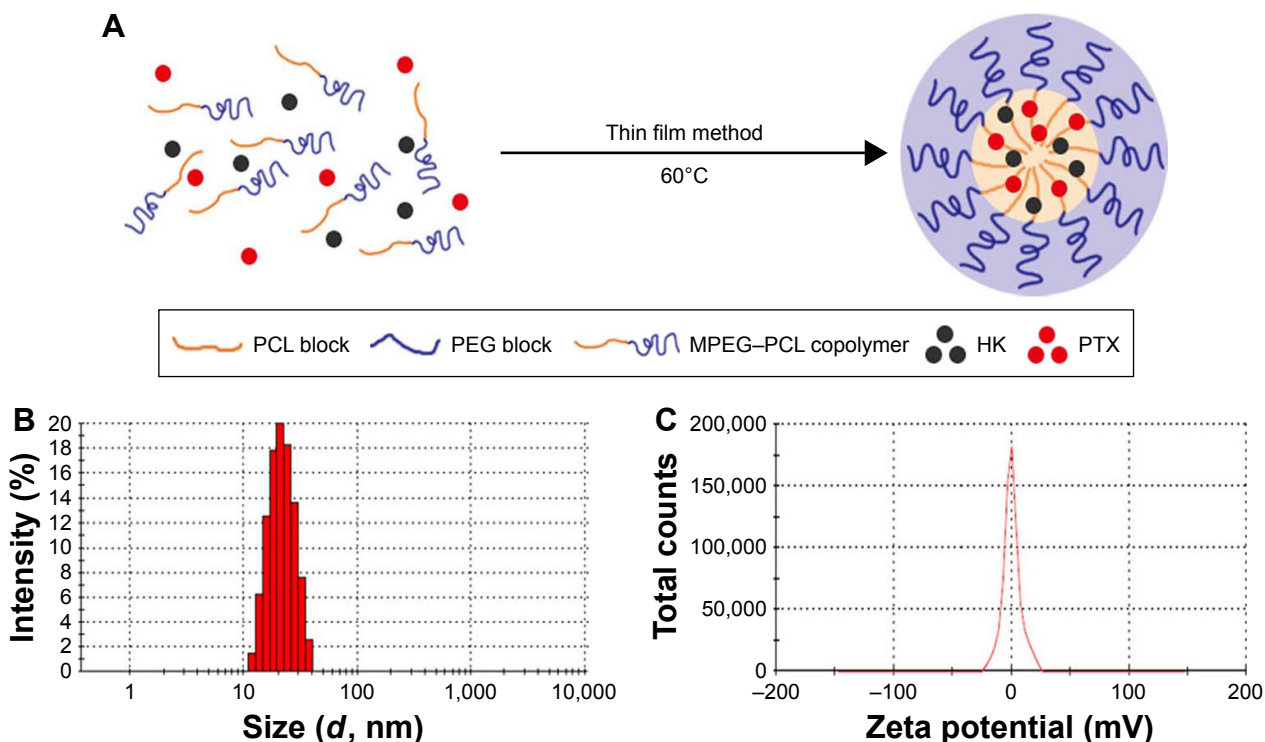 A
Thin film method
60°C
PCL block
PEG block
MPEG–PCL copolymer
HK
PTX
B
Intensity (%)
20
18
16
14
12
10
8
6
4
2
0
1
10
100
1,000
10,000
Size (d, nm)
C
Total counts
200,000
150,000
100,000
50,000
0
–200
–100
0
100
200
Zeta potential (mV)